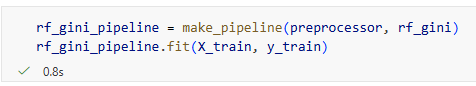 rf_gini_pipeline = make_pipeline(preprocessor, rf_gini)
rf_gini_pipeline.fit(X_train, y_train)
0.8s